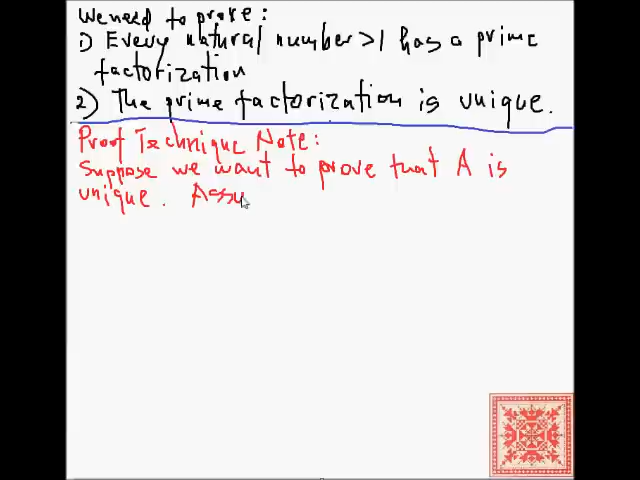 We need to prove:
1) Every natural number >1 has a prime
factorization
2) The prime factorization is unique.
Proof Technique Note:
Suppose we want to prove that A is
unique. Assu